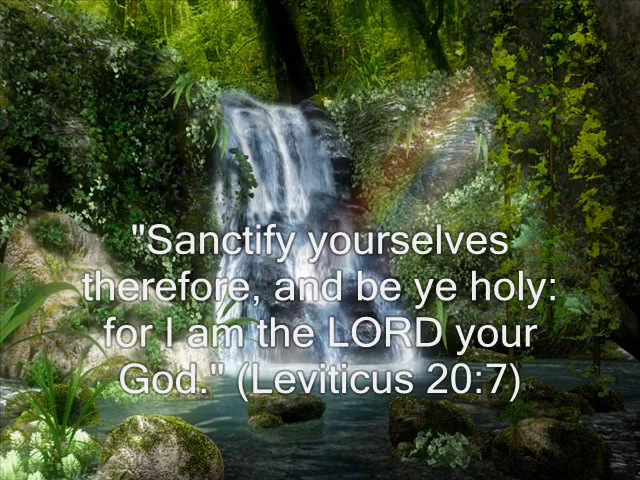 "Sanctify yourselves
therefore, and be ye holy:
for I am the LORD your
God." (Leviticus 20:7)